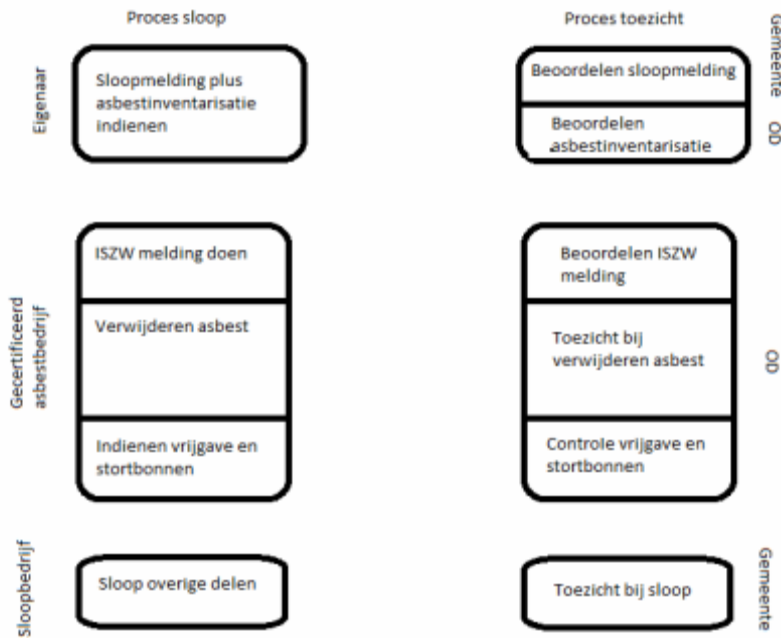 Proces sloop
Proces toezicht
Eigenaar
Sloopmelding plus
asbestinventarisatie
indienen
Beoordelen sloopmelding
Gemeente
Beoordelen
asbestinventarisatie
OD
Gecertificeerd
asbestbedrijf
ISZW melding doen
Verwijderen asbest
Indienen vrijgave en
stortbonnen
Beoordelen ISZW
melding
Toezicht bij
verwijderen asbest
Controle vrijgave en
stortbonnen
OD
Sloopbedrijf
Sloop overige delen
Toezicht bij sloop
Gemeente